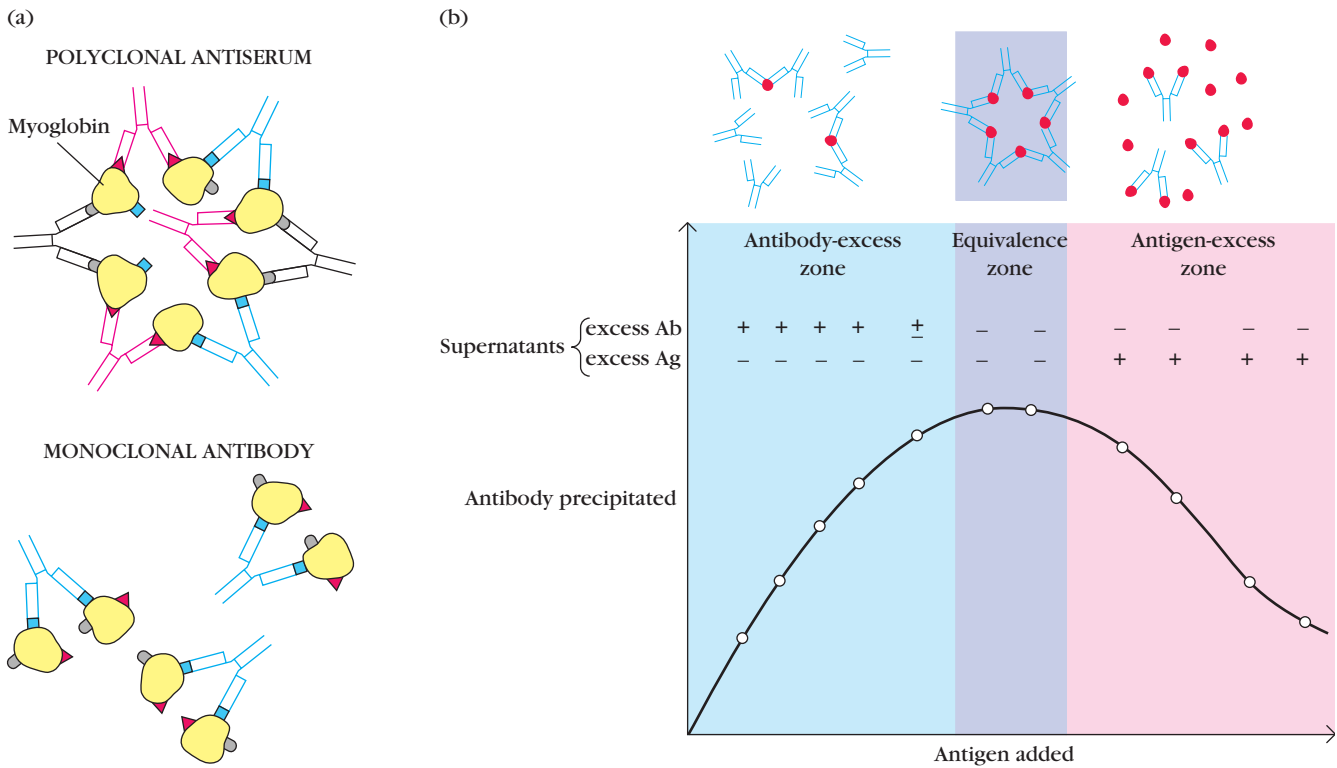 (a)
POLYCLONAL ANTISERUM
Myoglobin
MONOCLONAL ANTIBODY
(b)
Antibody-excess
zone
Equivalence
zone
Antigen-excess
zone
Supernatants
excess Ab + + + + ± – – – – – –
excess Ag – – – – – – – + + + +
Antibody precipitated
Antigen added